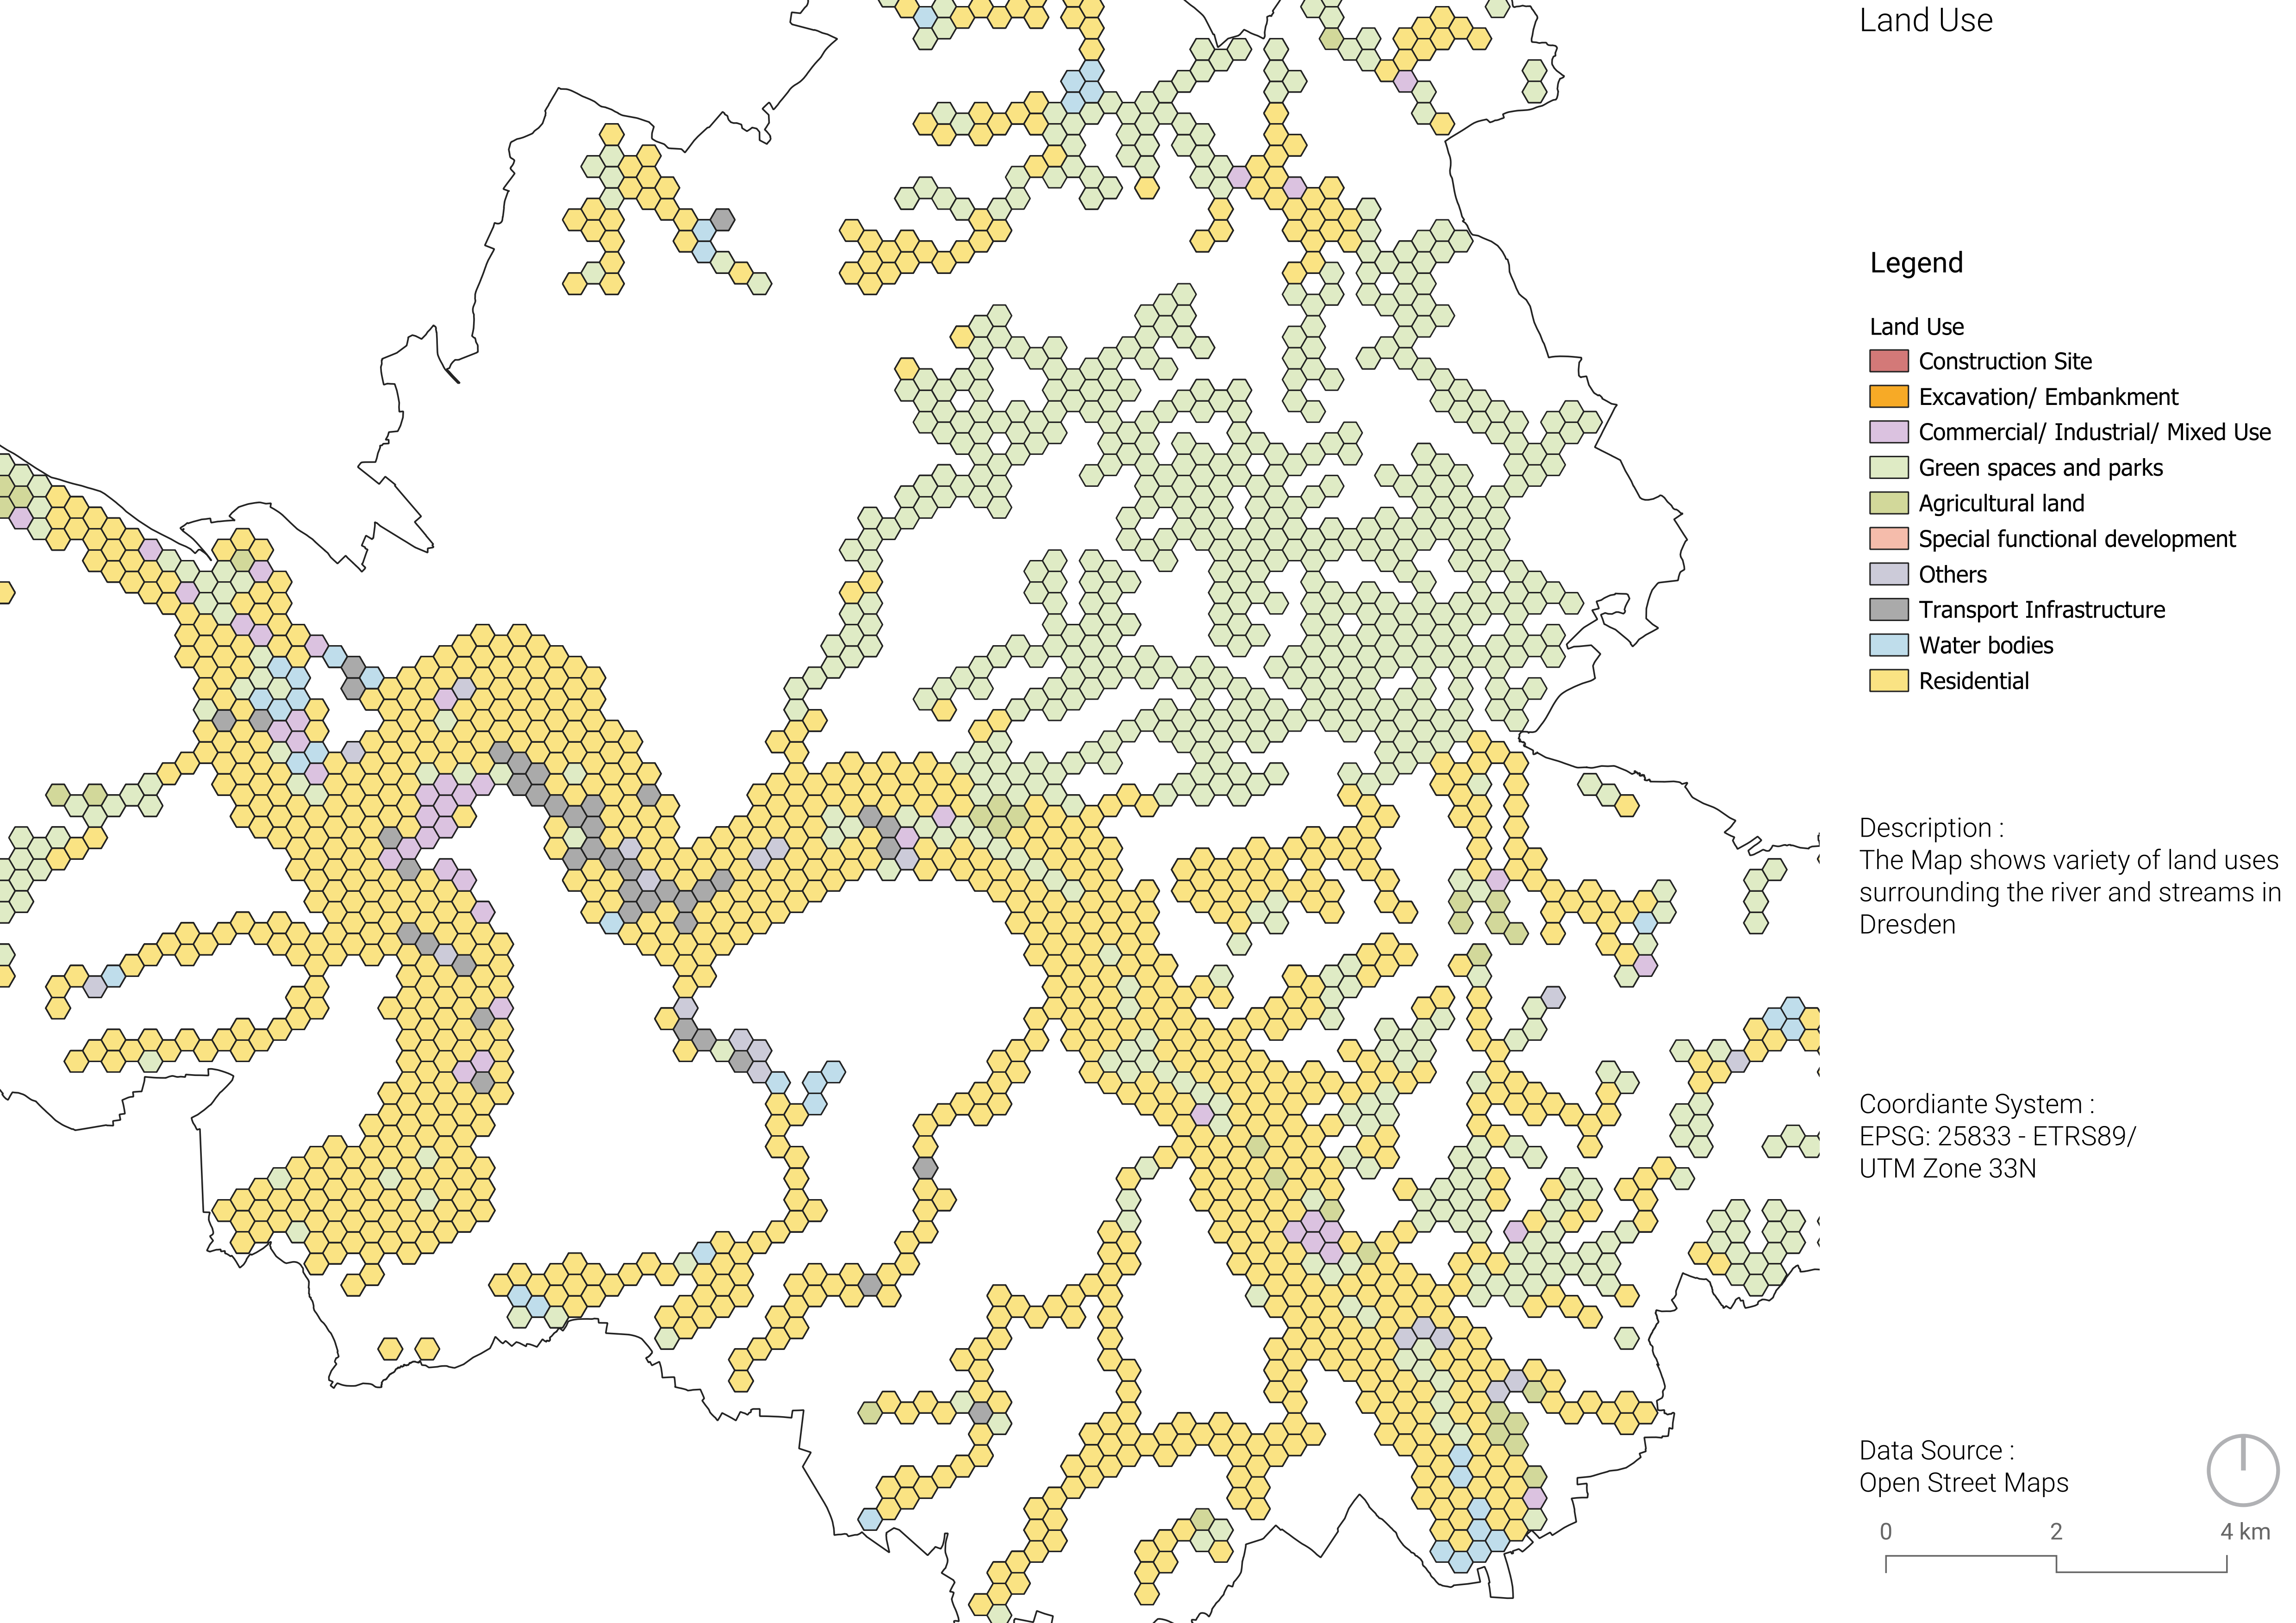 Land Use
Legend
Land Use
Construction Site
Excavation/ Embankment
Commercial/ Industrial/ Mixed Use
Green spaces and parks
Agricultural land
Special functional development
Others
Transport Infrastructure
Water bodies
Residential
Description :
The Map shows variety of land uses
surrounding the river and streams in
Dresden
Coordiante System :
EPSG: 25833 - ETRS89/
UTM Zone 33N
Data Source :
Open Street Maps
0 2 4 km